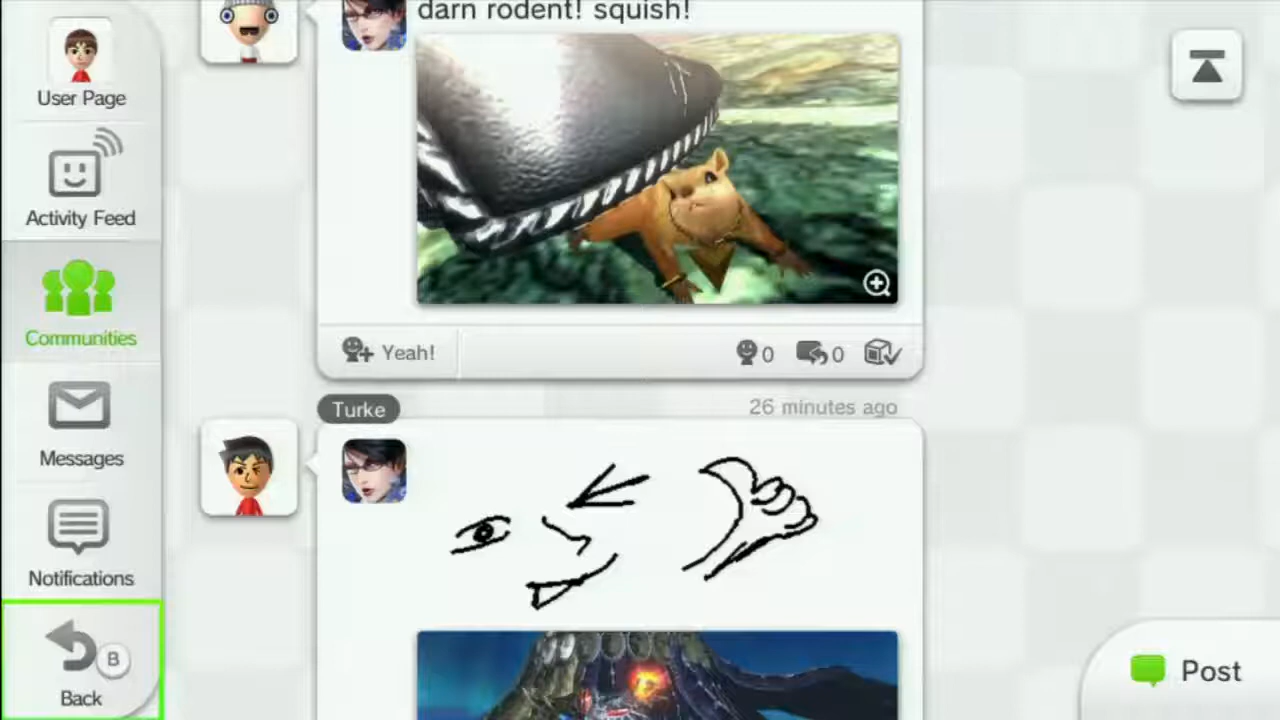 darn rodent! squish!
User Page
Activity Feed
Yeah!
0
0
Communities
Turke
26 minutes ago
Messages
Notifications
B
Back
Post